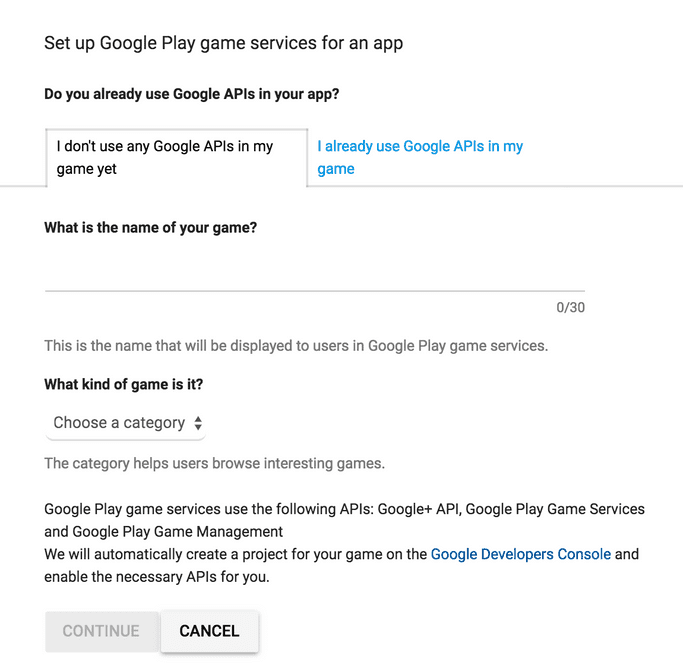 Set up Google Play game services for an app
Do you already use Google APIs in your app?
I don't use any Google APIs in my
game yet
I already use Google APIs in my
game
What is the name of your game?
0/30
This is the name that will be displayed to users in Google Play game services.
What kind of game is it?
Choose a category
The category helps users browse interesting games.
Google Play game services use the following APIs: Google+ API, Google Play Game Services
and Google Play Game Management
We will automatically create a project for your game on the Google Developers Console and
enable the necessary APIs for you.
CONTINUE CANCEL